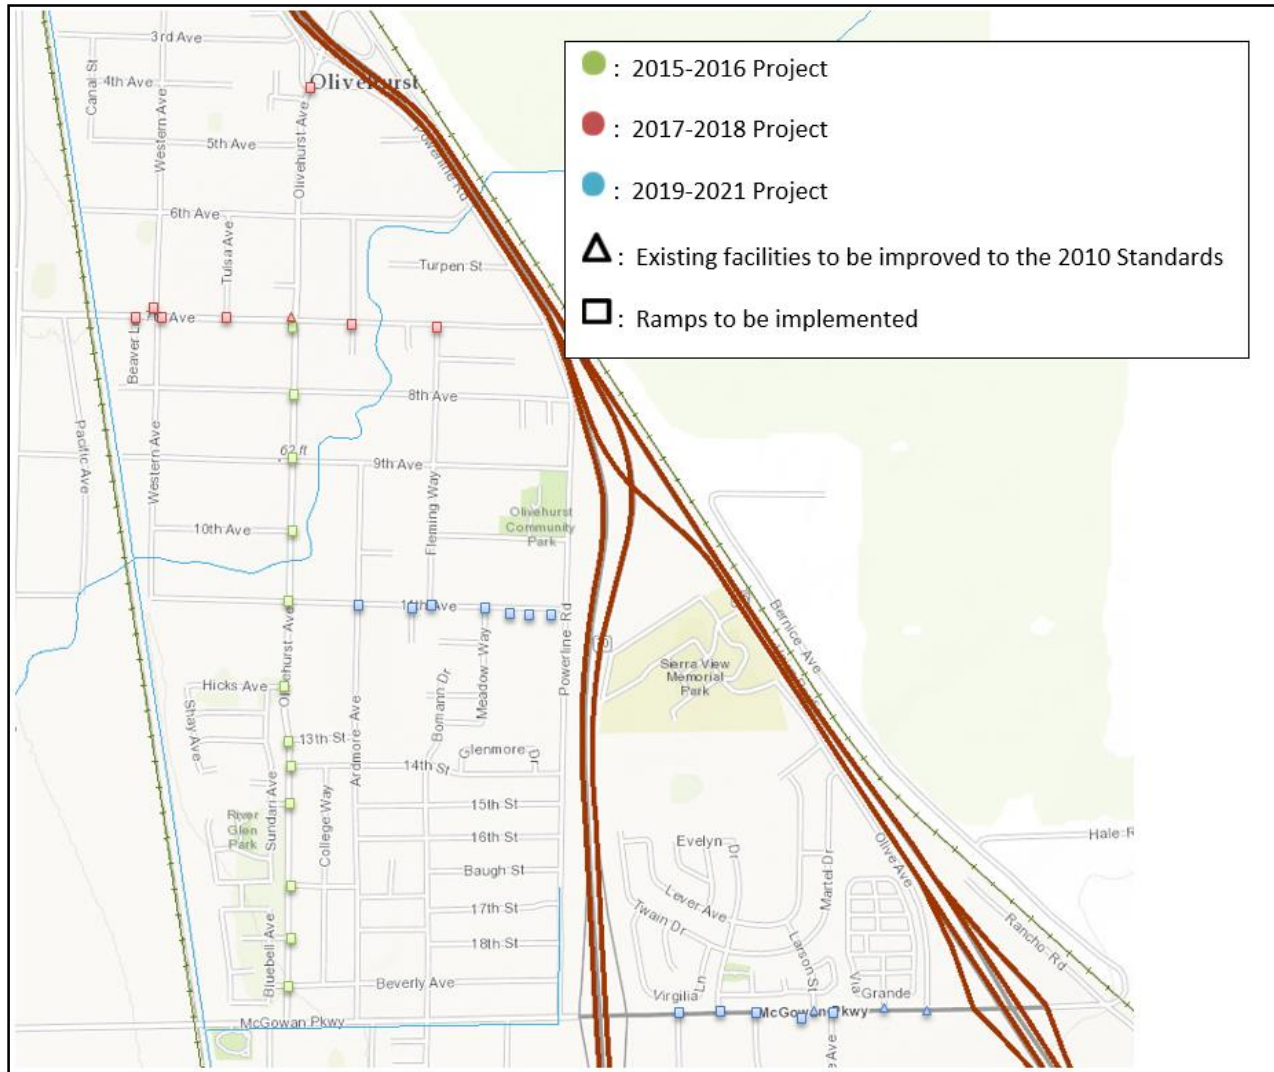 3rd Ave
Canal St
4th Ave
Olivehurst
: 2015-2016 Project
: 2017-2018 Project
: 2019-2021 Project
: Existing facilities to be improved to the 2010 Standards
: Ramps to be implemented
Western Ave
5th Ave
Olivehurst Ave
Powerline Rd
6th Ave
Tulsa Ave
Turpen St
Ave
Beaver
8th Ave
Pacific Ave
Western Ave
62 ft
9th Ave
Fleming Way
10th Ave
Olivehurst
Community
Park
11th Ave
Powerline Rd
Bernice Ave
Sierra View
Memorial
Park
Hicks Ave
Shay Ave
13th St
Ardmore Ave
Bomann Dr
Meadow Way
Glenmore Dr
14th St
Sundari Ave
College Way
15th St
River
Glen
Park
16th St
Baugh St
17th St
18th St
Evelyn Dr
Lever Ave
Twain Dr
Martel Dr
Olive Ave
Hale R
Rancho Rd
Larson St
Bluebell Ave
Beverly Ave
Virgilia Ln
Via Grande
McGowan Pkwy
McGowan Pkwy
e Ave